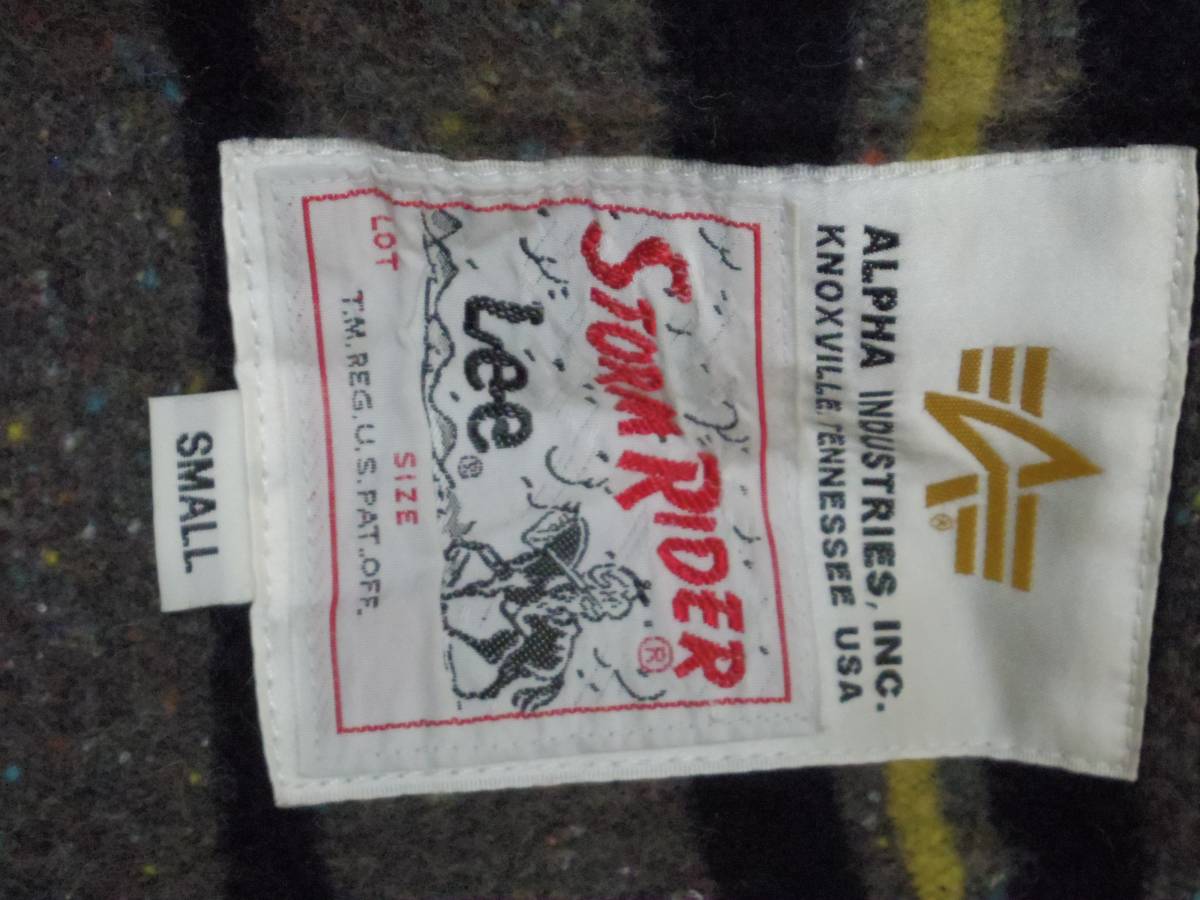 ALPHA INDUSTRIES, INC.
KNOXVILLE, TENNESSEE USA
STORM RIDER ®
Lee ®
LOT SIZE
T.M. REG. U.S. PAT. OFF.
SMALL